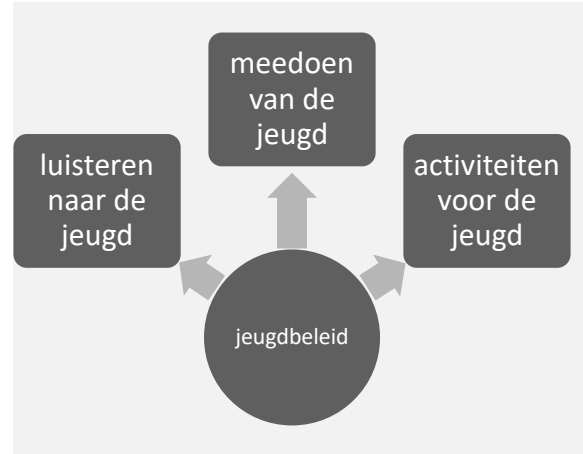 meedoen
van de
jeugd
luisteren
naar de
jeugd
activiteiten
voor de
jeugd
jeugdbeleid